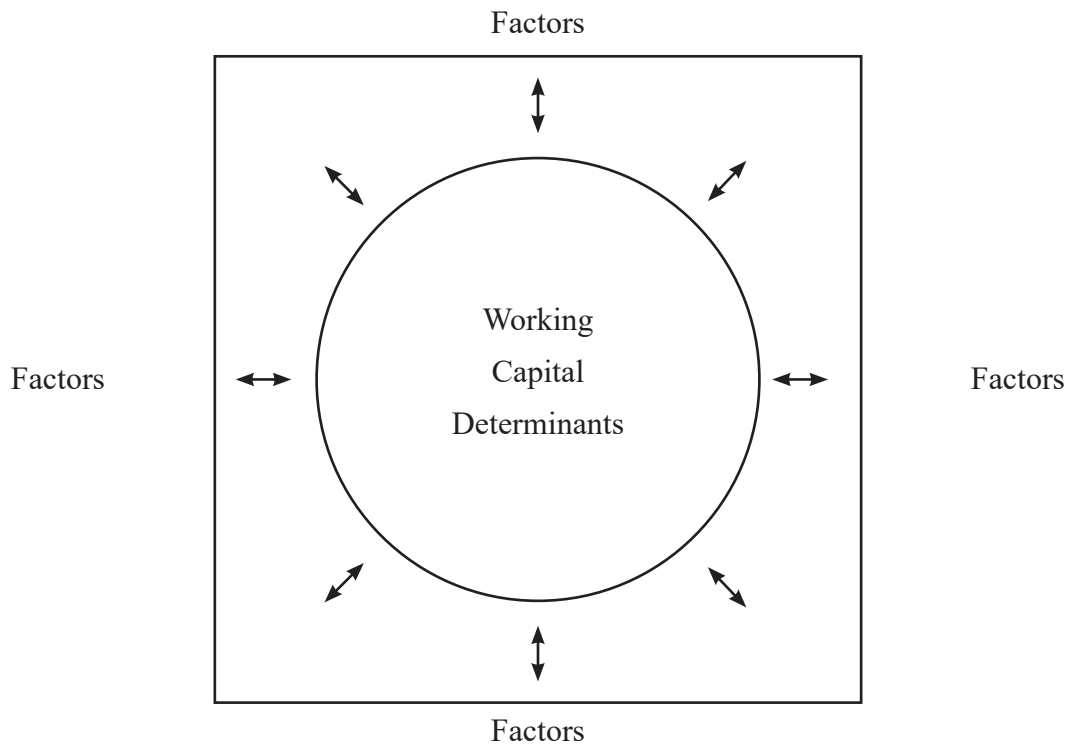 Factors
Working
Capital
Determinants
Factors
Factors
Factors